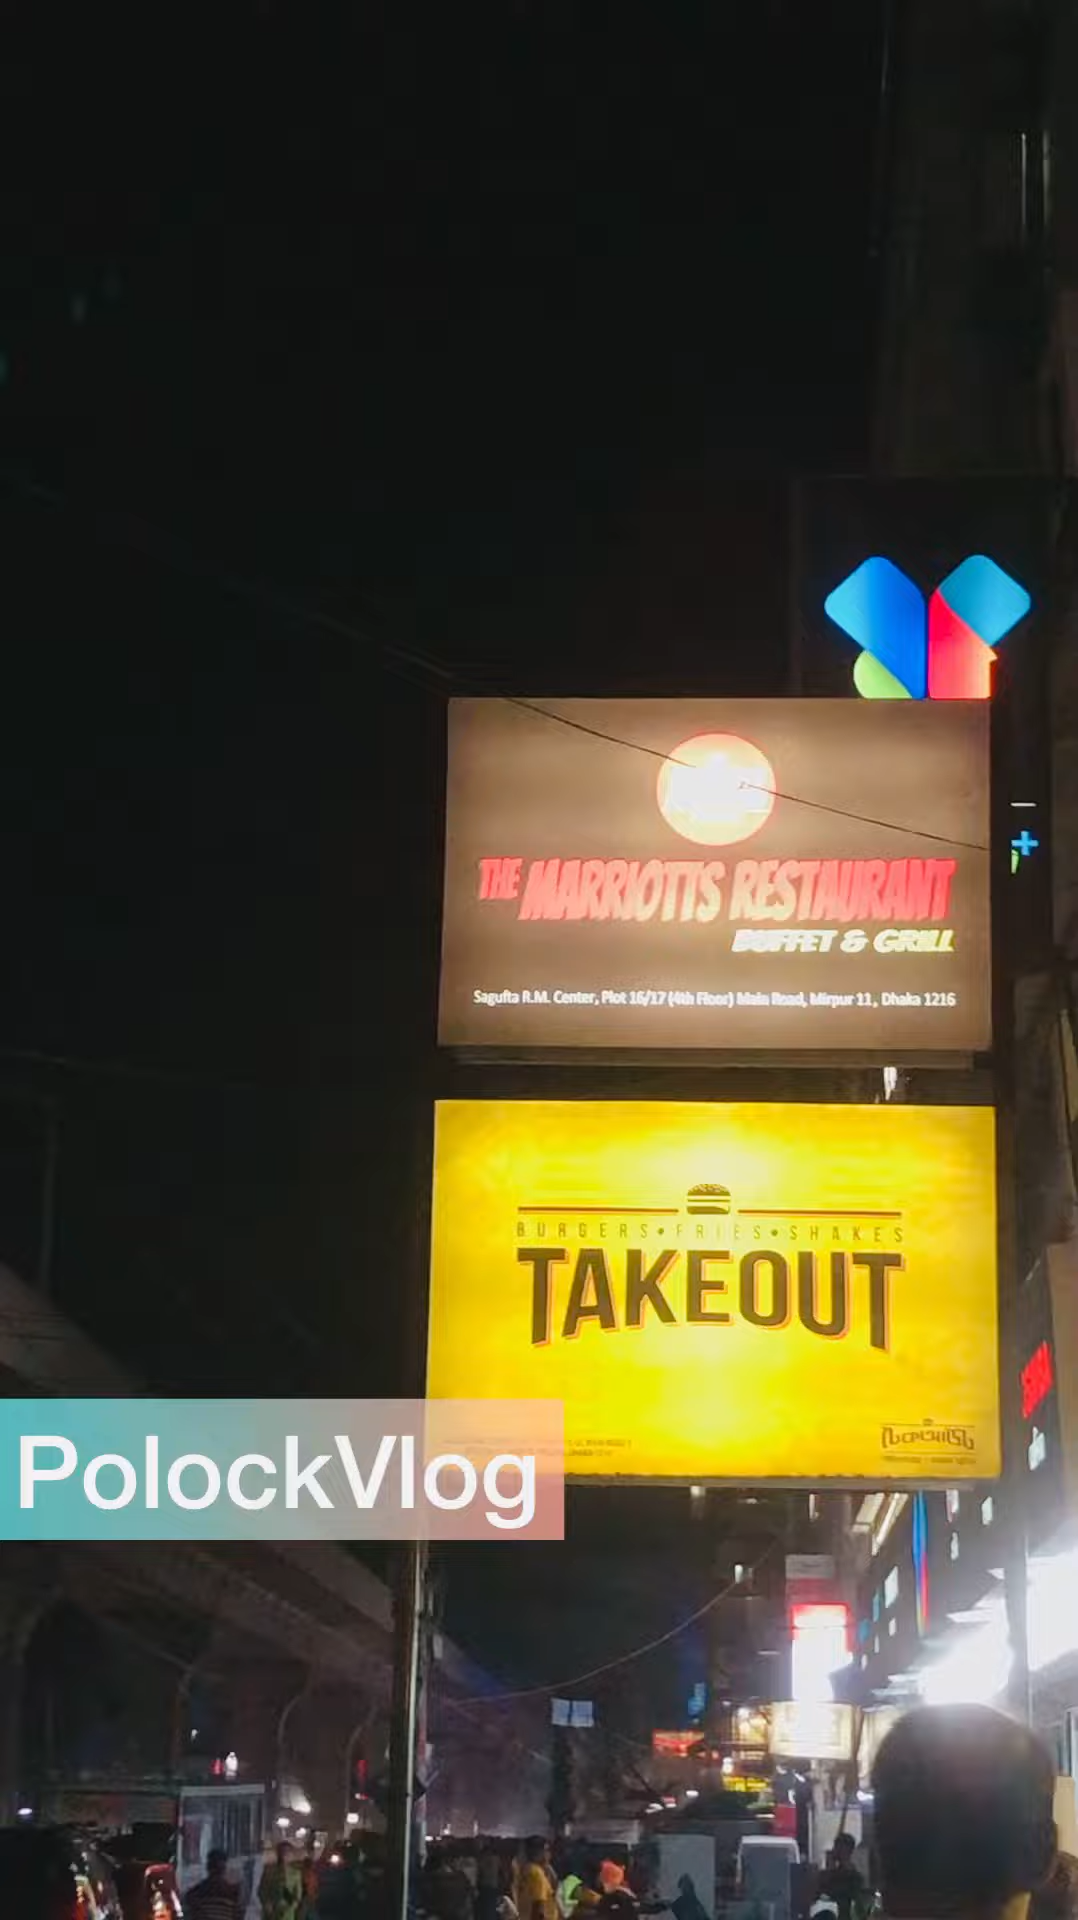 THE MARRIOTTS RESTAURANT
BUFFET & GRILL
Sagufta R.M. Center, Plot 16/17 (4th Floor) Main Road, Mirpur 11, Dhaka 1216
BURGERS•FRIES•SHAKES
TAKEOUT
টেকআউট
PolockVlog